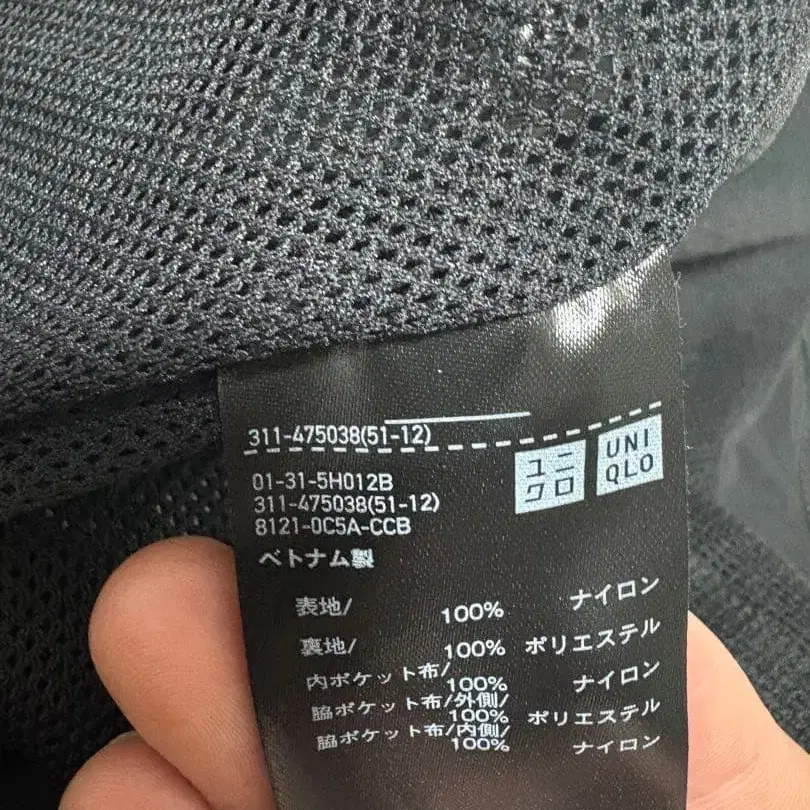 311-475038(51-12)
ユニクロ
UNIQLO
01-31-5H012B
311-475038(51-12)
8121-0C5A-CCB
ベトナム製
表地/
100% ナイロン
裏地/
100% ポリエステル
内ポケット布/
100% ナイロン
脇ポケット布/外側/
100% ポリエステル
脇ポケット布/内側/
100% ナイロン